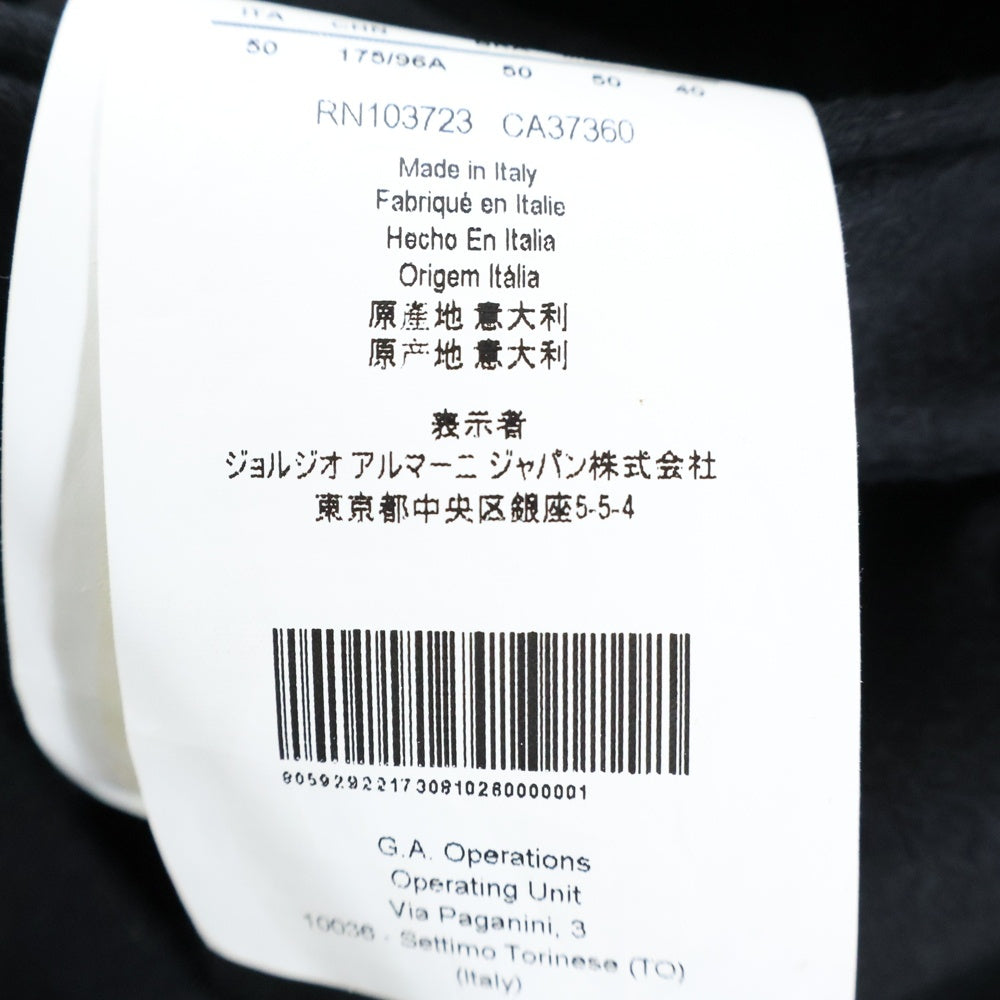 ITA CHN
50 175/96A 50 50 40
RN103723 CA37360
Made in Italy
Fabriqué en Italie
Hecho En Italia
Origem Itália
原產地 意大利
原产地 意大利
表示者
ジョルジオ アルマーニ ジャパン株式会社
東京都中央区銀座5-5-4
G.A. Operations
Operating Unit
Via Paganini, 3
10036 - Settimo Torinese (TO)
(Italy)